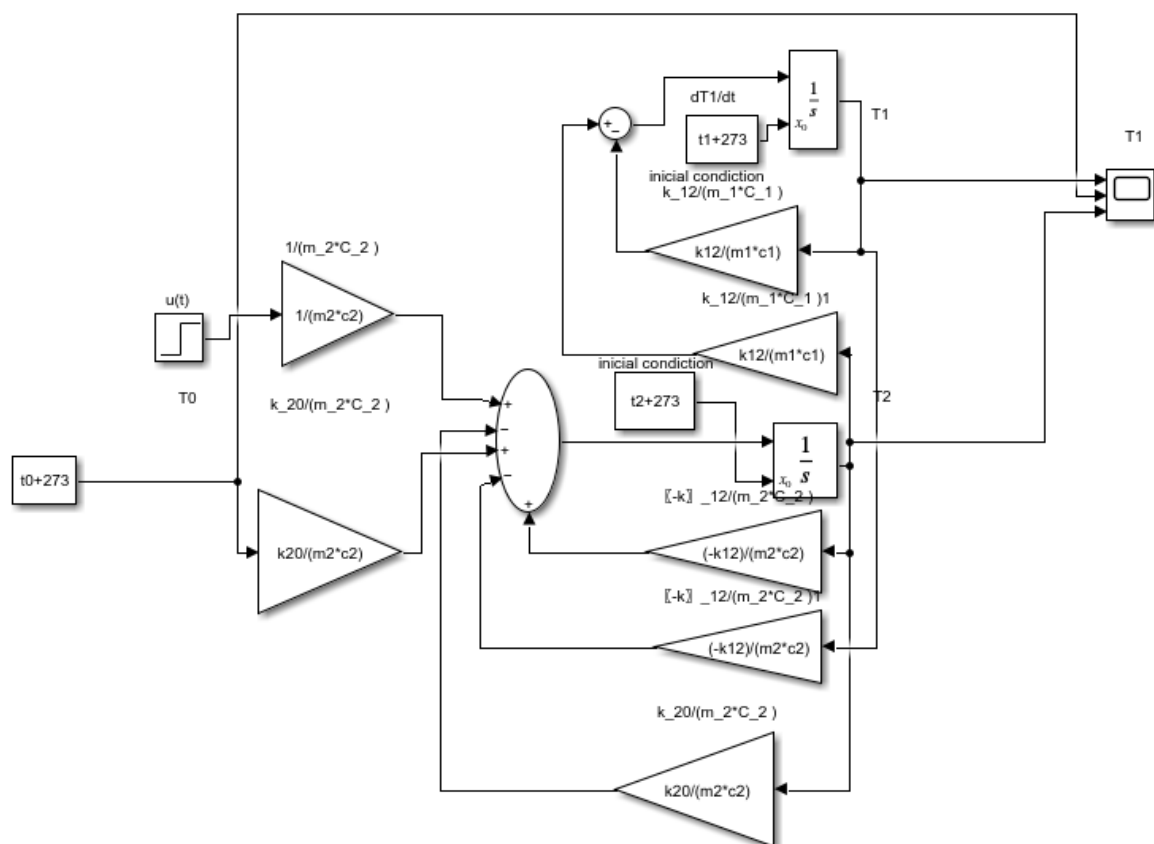 dT1/dt
1
s
x0
T1
T1
+
−
t1+273
inicial condiction
k_12/(m_1*C_1 )
k12/(m1*c1)
1/(m_2*C_2 )
u(t)
1/(m2*c2)
k_12/(m_1*C_1 )1
k12/(m1*c1)
inicial condiction
T0
k_20/(m_2*C_2 )
t2+273
T2
+
−
+
−
+
1
s
x0
t0+273
〖-k〗_12/(m_2*C_2 )
k20/(m2*c2)
(-k12)/(m2*c2)
〖-k〗_12/(m_2*C_2 )1
(-k12)/(m2*c2)
k_20/(m_2*C_2 )
k20/(m2*c2)